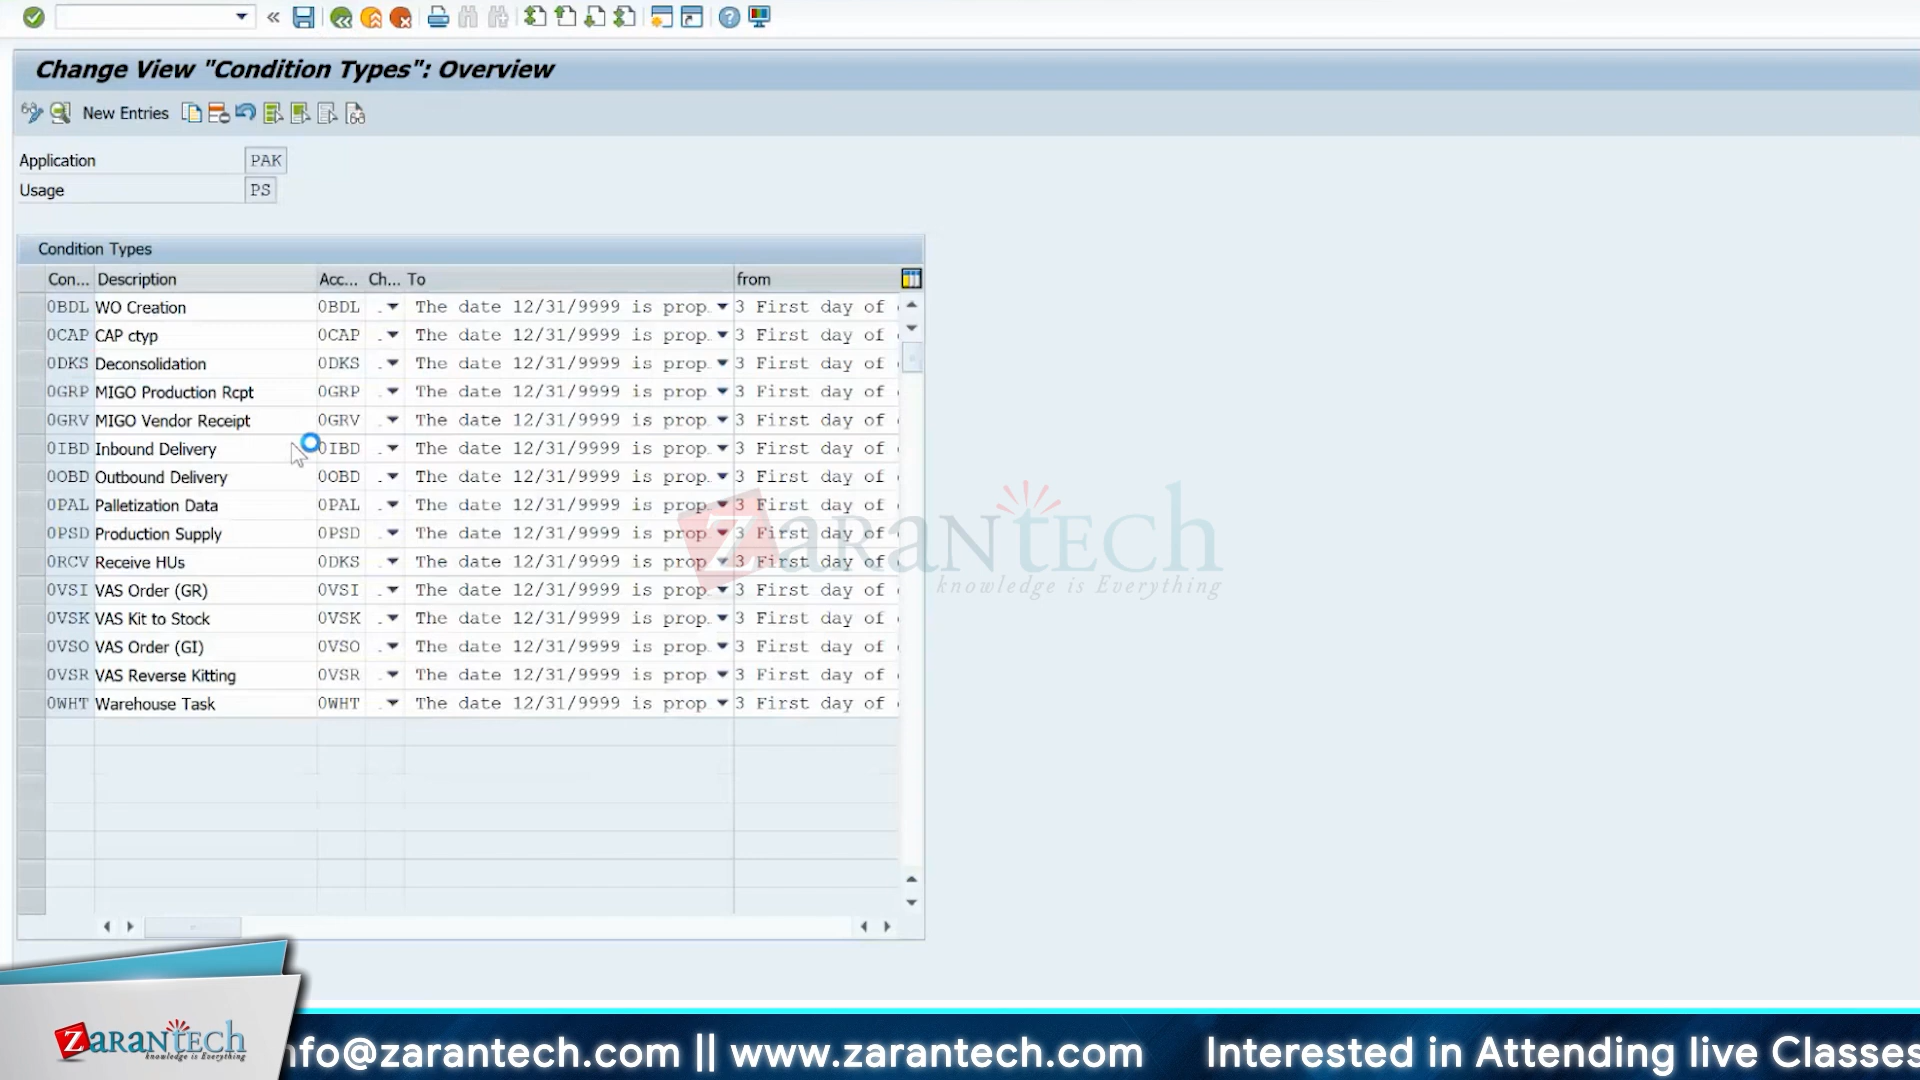 Change View "Condition Types": Overview
New Entries
Application PAK
Usage PS
Condition Types
Con... Description Acc... Ch... To from
0BDL WO Creation 0BDL . The date 12/31/9999 is prop. 3 First day of
0CAP CAP ctyp 0CAP . The date 12/31/9999 is prop. 3 First day of
0DKS Deconsolidation 0DKS . The date 12/31/9999 is prop. 3 First day of
0GRP MIGO Production Rcpt 0GRP . The date 12/31/9999 is prop. 3 First day of
0GRV MIGO Vendor Receipt 0GRV . The date 12/31/9999 is prop. 3 First day of
0IBD Inbound Delivery 0IBD . The date 12/31/9999 is prop. 3 First day of
0OBD Outbound Delivery 0OBD . The date 12/31/9999 is prop. 3 First day of
0PAL Palletization Data 0PAL . The date 12/31/9999 is prop. 3 First day of
0PSD Production Supply 0PSD . The date 12/31/9999 is prop. 3 First day of
0RCV Receive HUs 0DKS . The date 12/31/9999 is prop. 3 First day of
0VSI VAS Order (GR) 0VSI . The date 12/31/9999 is prop. 3 First day of
0VSK VAS Kit to Stock 0VSK . The date 12/31/9999 is prop. 3 First day of
0VSO VAS Order (GI) 0VSO . The date 12/31/9999 is prop. 3 First day of
0VSR VAS Reverse Kitting 0VSR . The date 12/31/9999 is prop. 3 First day of
0WHT Warehouse Task 0WHT . The date 12/31/9999 is prop. 3 First day of
ZaranTech
knowledge is Everything
ZaranTech
knowledge is Everything
nfo@zarantech.com || www.zarantech.com Interested in Attending live Classes